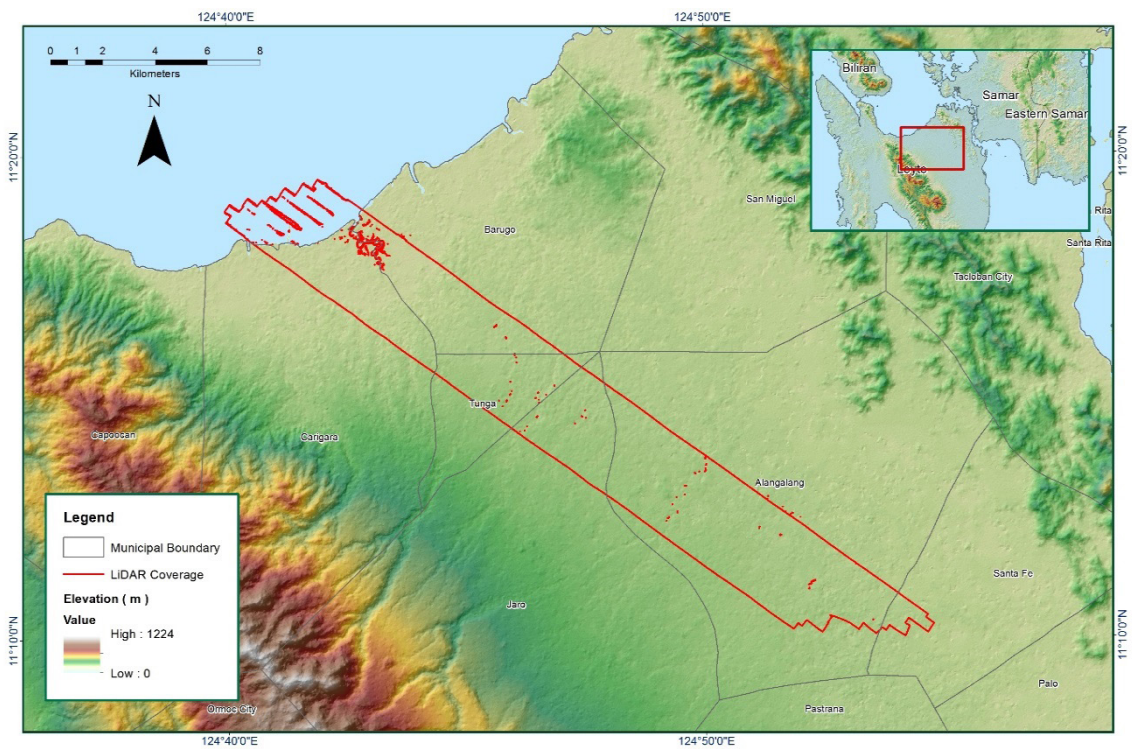 124°40'0"E
124°50'0"E
0 1 2 4 6 8
Kilometers
N
Biliran
Samar
Eastern Samar
Leyte
11°20'0"N
11°20'0"N
San Miguel
Barugo
Rita
Santa Rita
Tacloban City
Tunga
Capoocan
Carigara
Alangalang
Legend
Municipal Boundary
LiDAR Coverage
Elevation ( m )
Value
High : 1224
Low : 0
Santa Fe
Jaro
11°10'0"N
11°10'0"N
Palo
Ormoc City
Pastrana
124°40'0"E
124°50'0"E